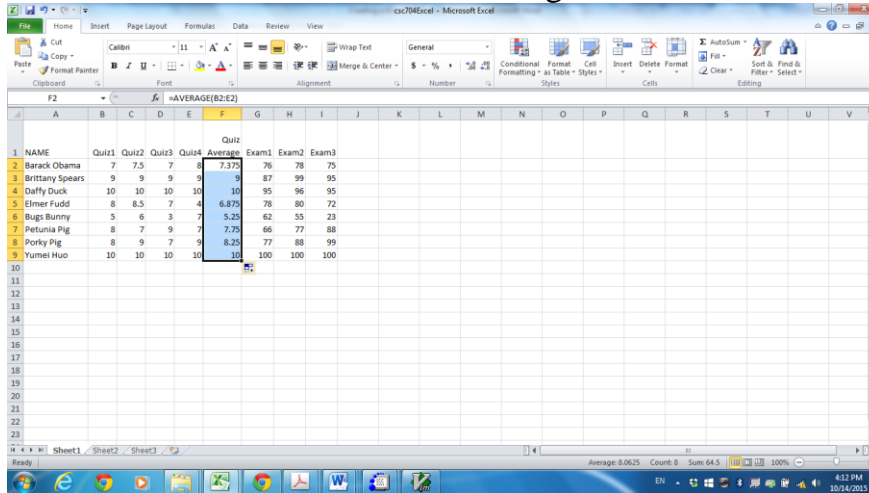 csc704Excel - Microsoft Excel
File Home Insert Page Layout Formulas Data Review View
Paste
Cut
Copy
Format Painter
Clipboard
Calibri 11
B I U
Font
Wrap Text
Merge & Center
Alignment
General
$ % ,
Number
Conditional Formatting
Format as Table
Cell Styles
Styles
Insert Delete Format
Cells
Σ AutoSum
Fill
Clear
Sort & Filter
Find & Select
Editing
F2 fx =AVERAGE(B2:E2)
A B C D E F G H I J K L M N O P Q R S T U V
1 NAME Quiz1 Quiz2 Quiz3 Quiz4 Quiz Average Exam1 Exam2 Exam3
2 Barack Obama 7 7.5 7 8 7.375 76 78 75
3 Brittany Spears 9 9 9 9 9 87 99 95
4 Daffy Duck 10 10 10 10 10 95 96 95
5 Elmer Fudd 8 8.5 7 4 6.875 78 80 72
6 Bugs Bunny 5 6 3 7 5.25 62 55 23
7 Petunia Pig 8 7 9 7 7.75 66 77 88
8 Porky Pig 8 9 7 9 8.25 77 88 99
9 Yumei Huo 10 10 10 10 10 100 100 100
10
11
12
13
14
15
16
17
18
19
20
21
22
23
Sheet1 Sheet2 Sheet3
Ready Average: 8.0625 Count: 8 Sum: 64.5 100%
EN 4:12 PM
10/14/2015